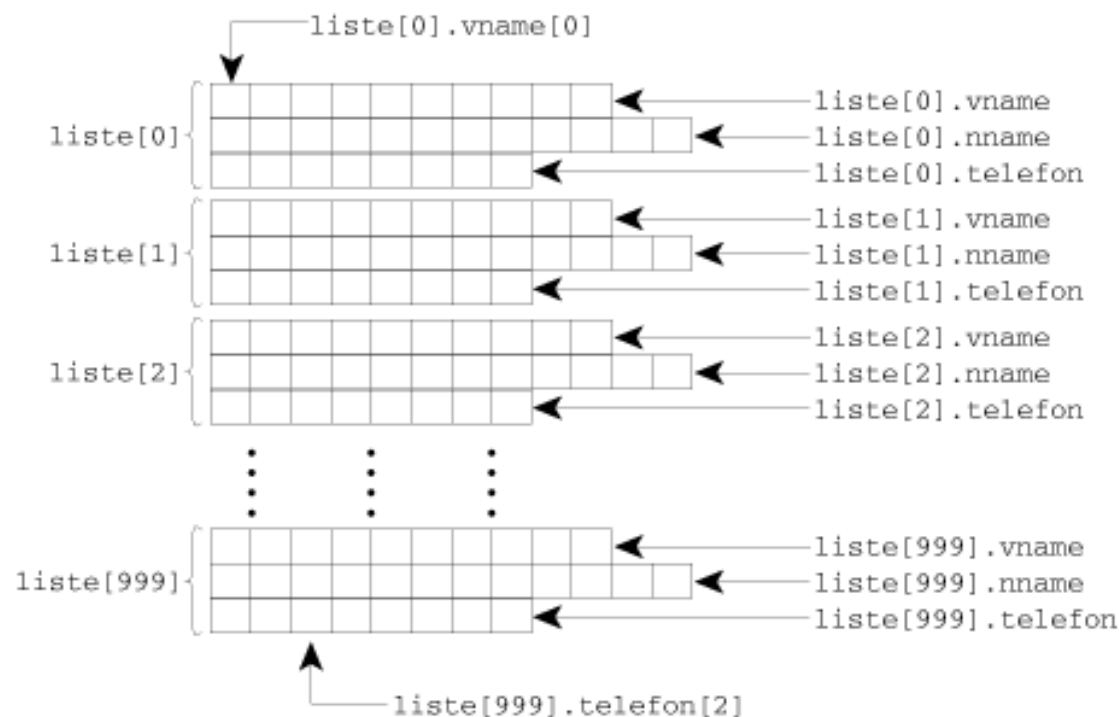 liste[0].vname[0]
liste[0].vname
liste[0]
liste[0].nname
liste[0].telefon
liste[1].vname
liste[1]
liste[1].nname
liste[1].telefon
liste[2].vname
liste[2]
liste[2].nname
liste[2].telefon
liste[999].vname
liste[999]
liste[999].nname
liste[999].telefon
liste[999].telefon[2]